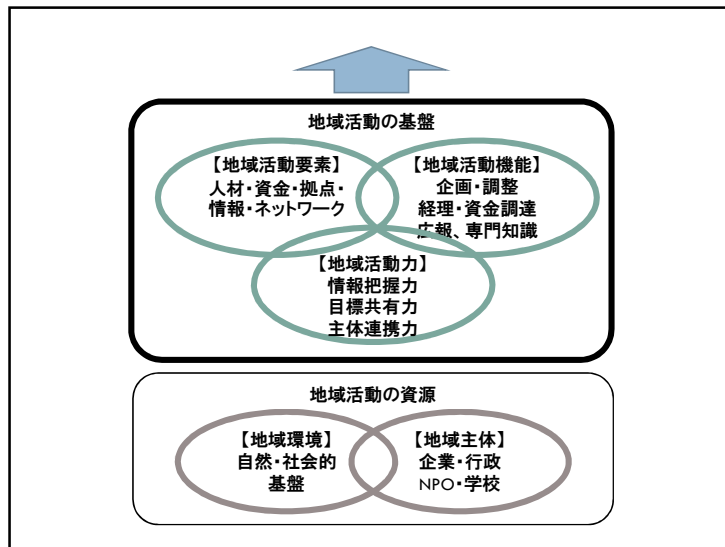 地域活動の基盤
【地域活動要素】
人材・資金・拠点・
情報・ネットワーク
【地域活動機能】
企画・調整
経理・資金調達
広報、専門知識
【地域活動力】
情報把握力
目標共有力
主体連携力
地域活動の資源
【地域環境】
自然・社会的
基盤
【地域主体】
企業・行政
NPO・学校